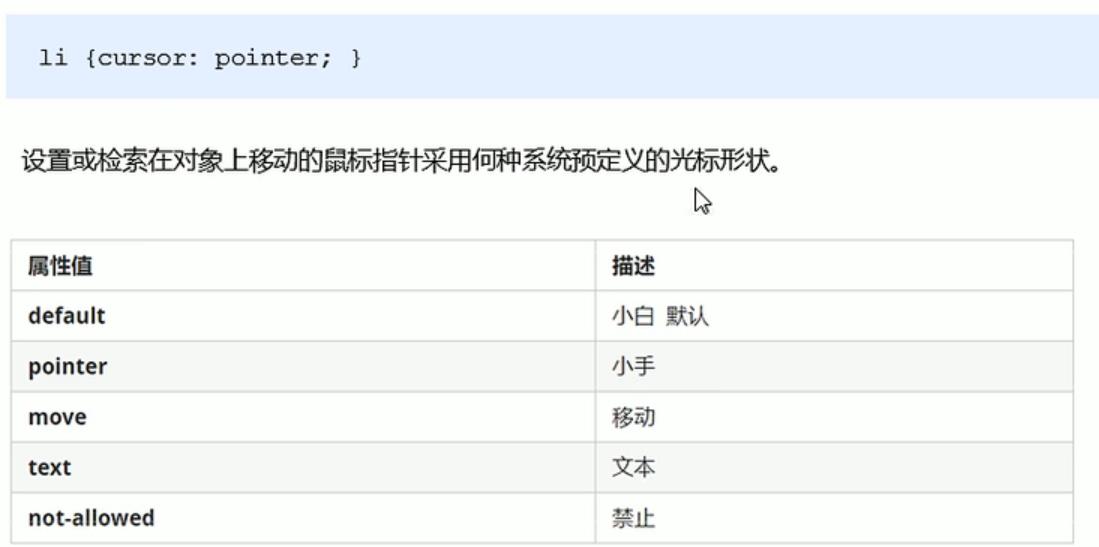 li {cursor: pointer; }
设置或检索在对象上移动的鼠标指针采用何种系统预定义的光标形状。
属性值 描述
default 小白 默认
pointer 小手
move 移动
text 文本
not-allowed 禁止